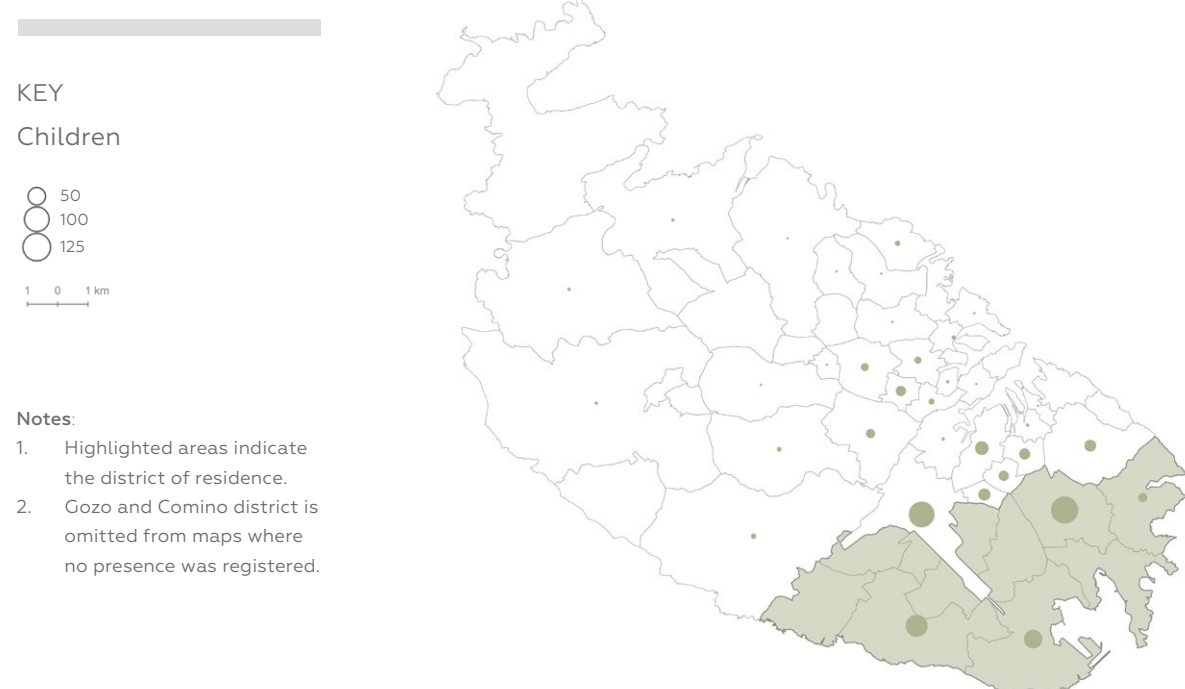 KEY
Children
50
100
125
1 0 1 km
Notes:
1. Highlighted areas indicate
the district of residence.
2. Gozo and Comino district is
omitted from maps where
no presence was registered.